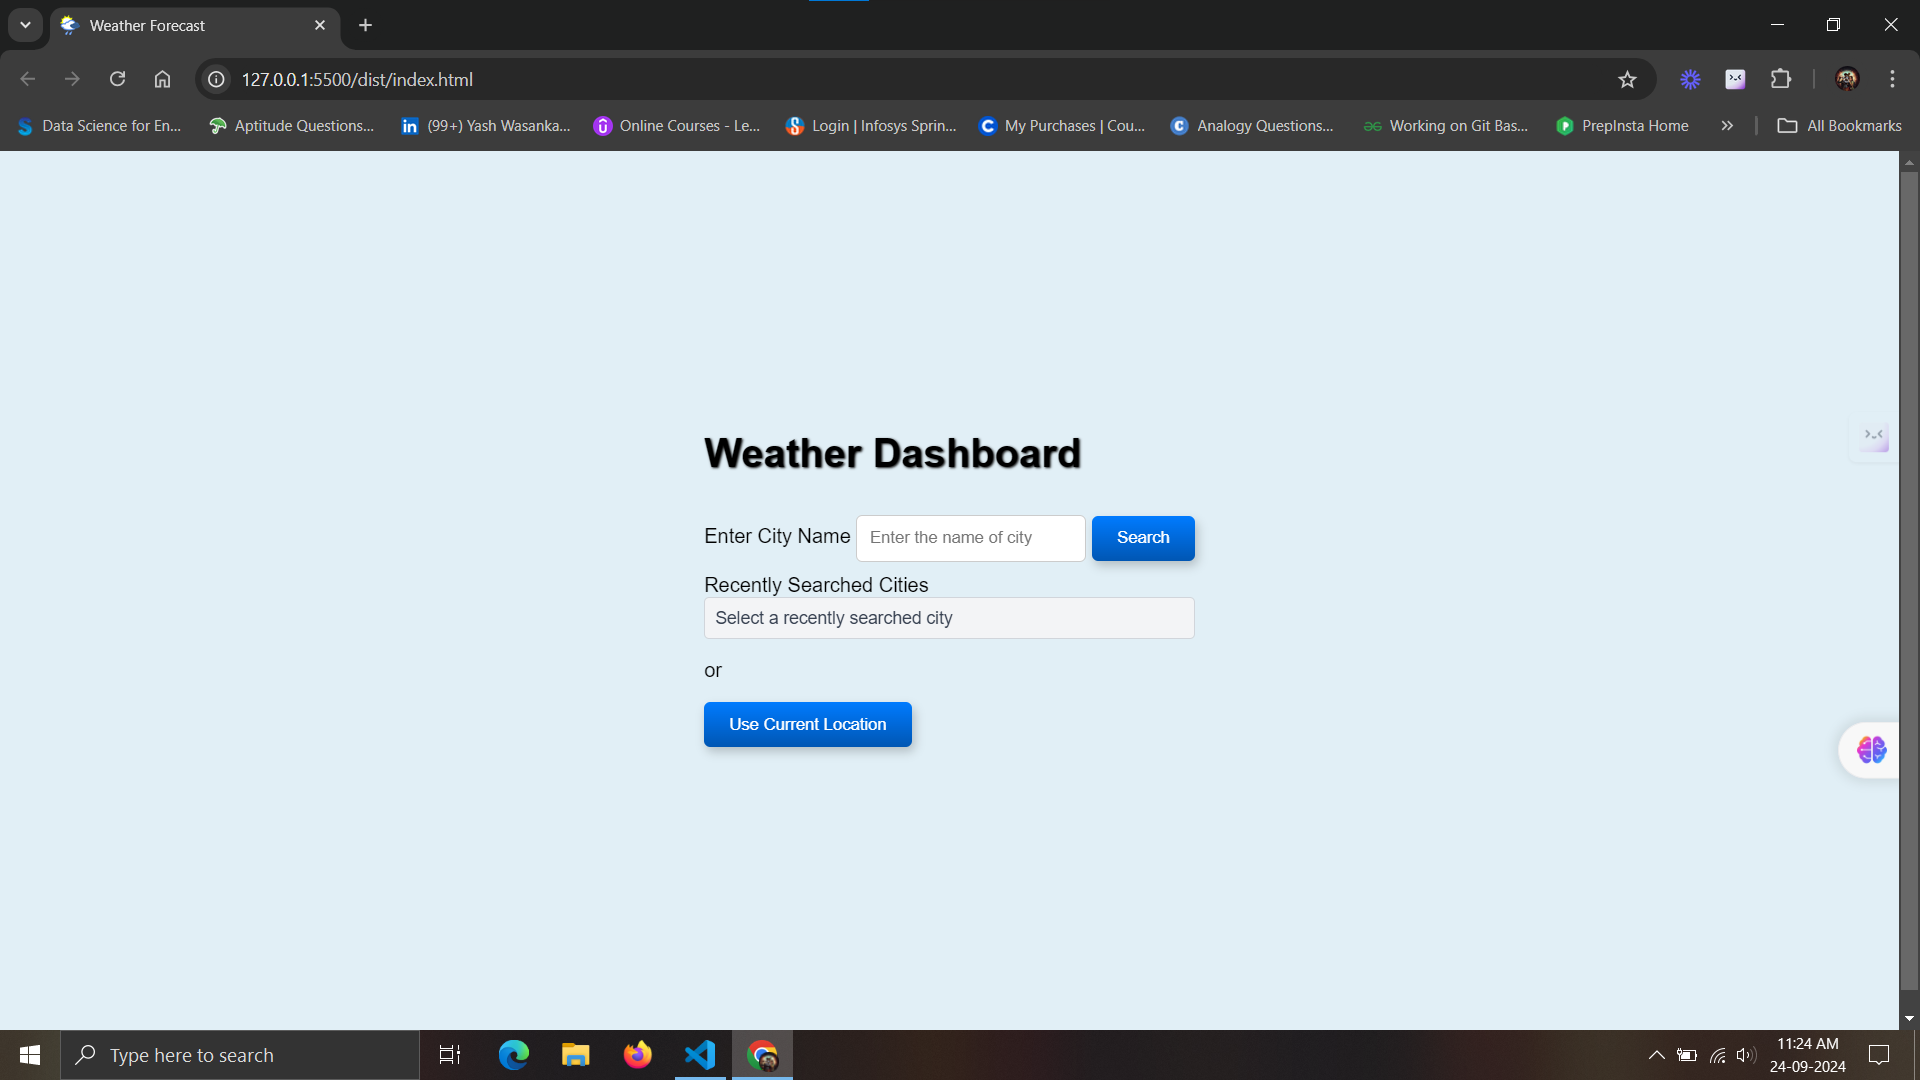 Weather Forecast
127.0.0.1:5500/dist/index.html
Data Science for En... Aptitude Questions... (99+) Yash Wasanka... Online Courses - Le... Login | Infosys Sprin... My Purchases | Cou... Analogy Questions... Working on Git Bas... PrepInsta Home All Bookmarks
Weather Dashboard
Enter City Name Enter the name of city Search
Recently Searched Cities
Select a recently searched city
or
Use Current Location
Type here to search
11:24 AM
24-09-2024